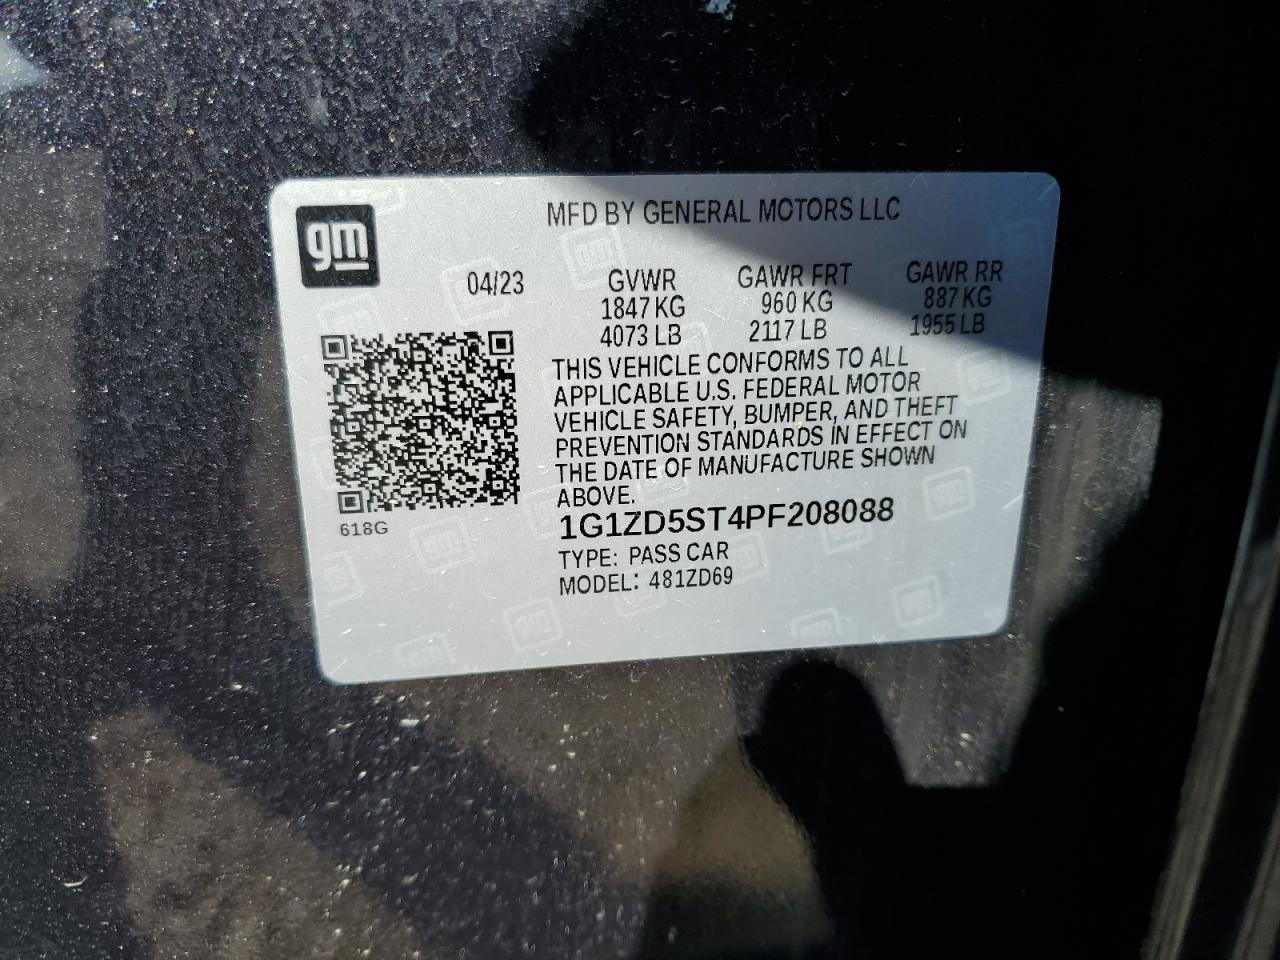 gm
MFD BY GENERAL MOTORS LLC
04/23
GVWR
1847 KG
4073 LB
GAWR FRT
960 KG
2117 LB
GAWR RR
887 KG
1955 LB
THIS VEHICLE CONFORMS TO ALL
APPLICABLE U.S. FEDERAL MOTOR
VEHICLE SAFETY, BUMPER, AND THEFT
PREVENTION STANDARDS IN EFFECT ON
THE DATE OF MANUFACTURE SHOWN
ABOVE.
618G
1G1ZD5ST4PF208088
TYPE: PASS CAR
MODEL: 481ZD69